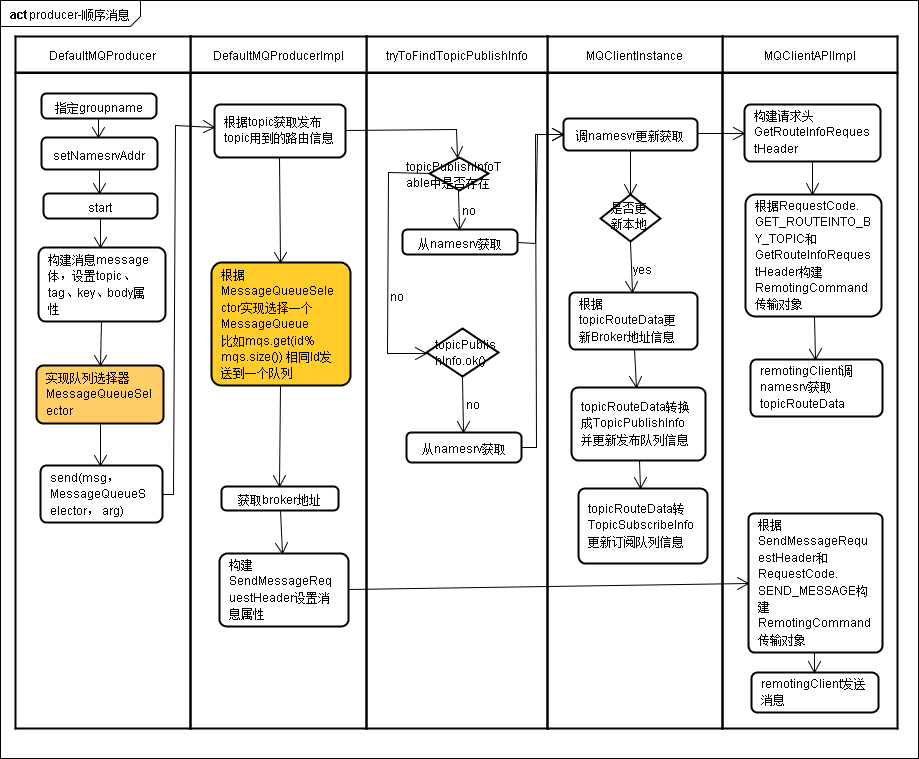 act producer-顺序消息
DefaultMQProducer
DefaultMQProducerImpl
tryToFindTopicPublishInfo
MQClientInstance
MQClientAPIImpl
指定groupname
setNamesrvAddr
start
构建消息message
体，设置topic、
tag、key、body属
性
实现队列选择器
MessageQueueSel
ector
send(msg，
MessageQueueS
elector， arg)
根据topic获取发布
topic用到的路由信息
根据
MessageQueueSele
ctor实现选择一个
MessageQueue
比如mqs.get(id%
mqs.size()) 相同Id发
送到一个队列
获取broker地址
构建
SendMessageReq
uestHeader设置消
息属性
topicPublishInfoT
able中是否存在
no
从namesrv获取
no
topicPublis
hInfo.ok()
no
从namesrv获取
调namesvr更新获取
是否更
新本地
yes
根据
topicRouteData更
新Broker地址信息
topicRouteData转换
成TopicPublishInfo
并更新发布队列信息
topicRouteData转
TopicSubscribeInfo
更新订阅队列信息
构建请求头
GetRouteInfoReques
tHeader
根据RequestCode.
GET_ROUTEINTO_B
Y_TOPIC和
GetRouteInfoReques
tHeader构建
RemotingCommand
传输对象
remotingClient调
namesrv获取
topicRouteData
根据
SendMessageRequ
estHeader和
RequestCode.
SEND_MESSAGE构
建
RemotingCommand
传输对象
remotingClient发送
消息